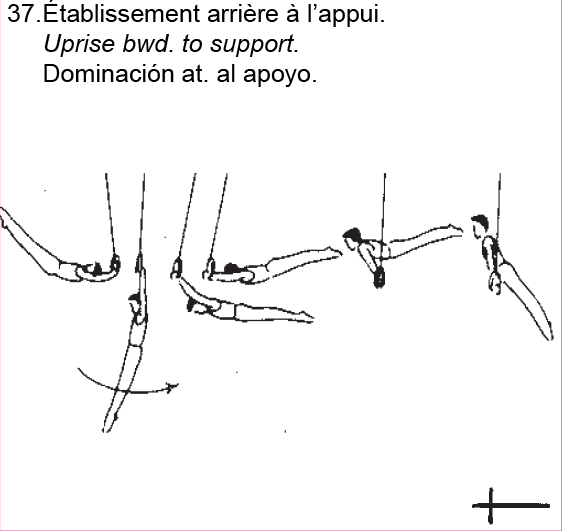 37.Établissement arrière à l’appui.
Uprise bwd. to support.
Dominación at. al apoyo.